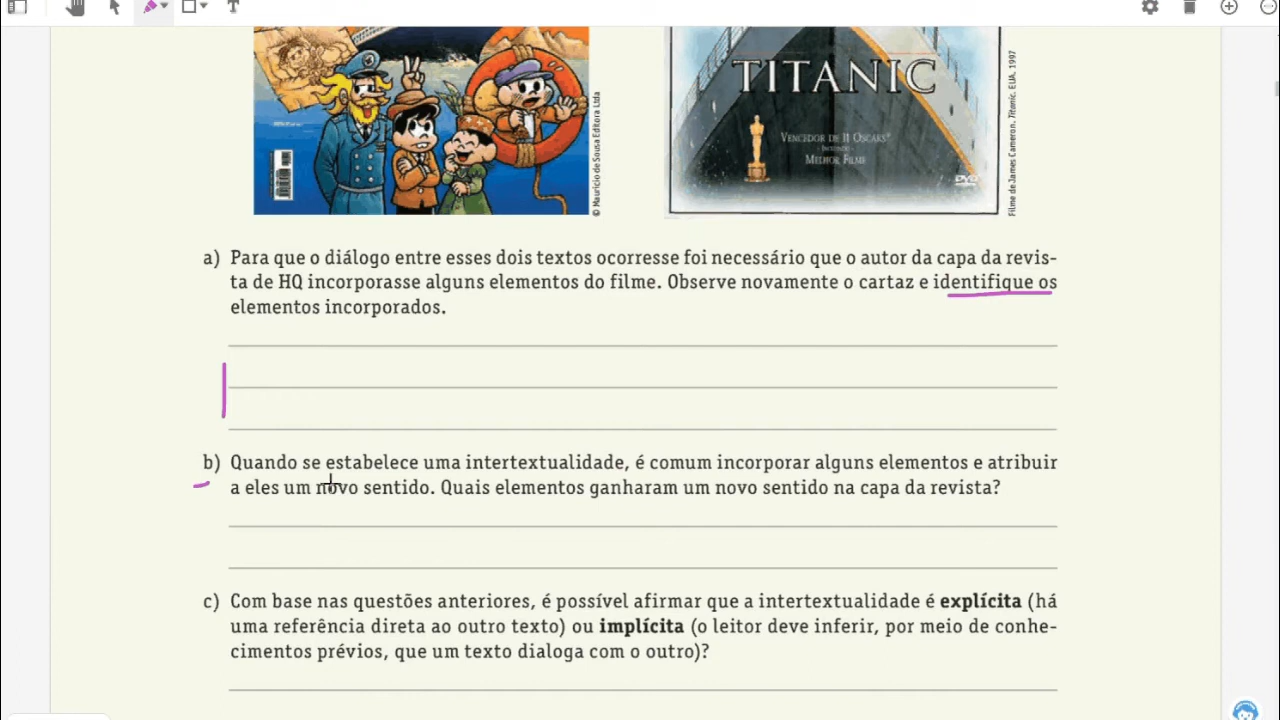 T
TITANIC
VENCEDOR DE 11 OSCARS*
- INCLUINDO -
MELHOR FILME
DVD
© Mauricio de Sousa Editora Ltda
Filme de James Cameron. Titanic. EUA, 1997
a) Para que o diálogo entre esses dois textos ocorresse foi necessário que o autor da capa da revis-
ta de HQ incorporasse alguns elementos do filme. Observe novamente o cartaz e identifique os
elementos incorporados.
b) Quando se estabelece uma intertextualidade, é comum incorporar alguns elementos e atribuir
a eles um novo sentido. Quais elementos ganharam um novo sentido na capa da revista?
c) Com base nas questões anteriores, é possível afirmar que a intertextualidade é explícita (há
uma referência direta ao outro texto) ou implícita (o leitor deve inferir, por meio de conhe-
cimentos prévios, que um texto dialoga com o outro)?